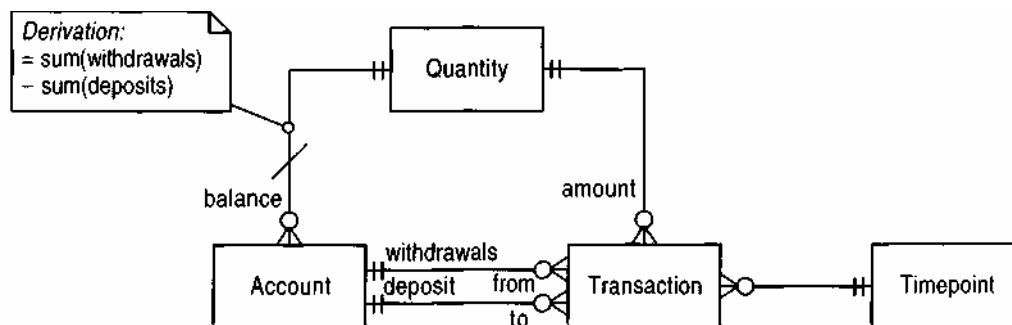 Derivation:
= sum(withdrawals)
– sum(deposits)
Quantity
balance
amount
withdrawals
from
deposit
to
Account
Transaction
Timepoint